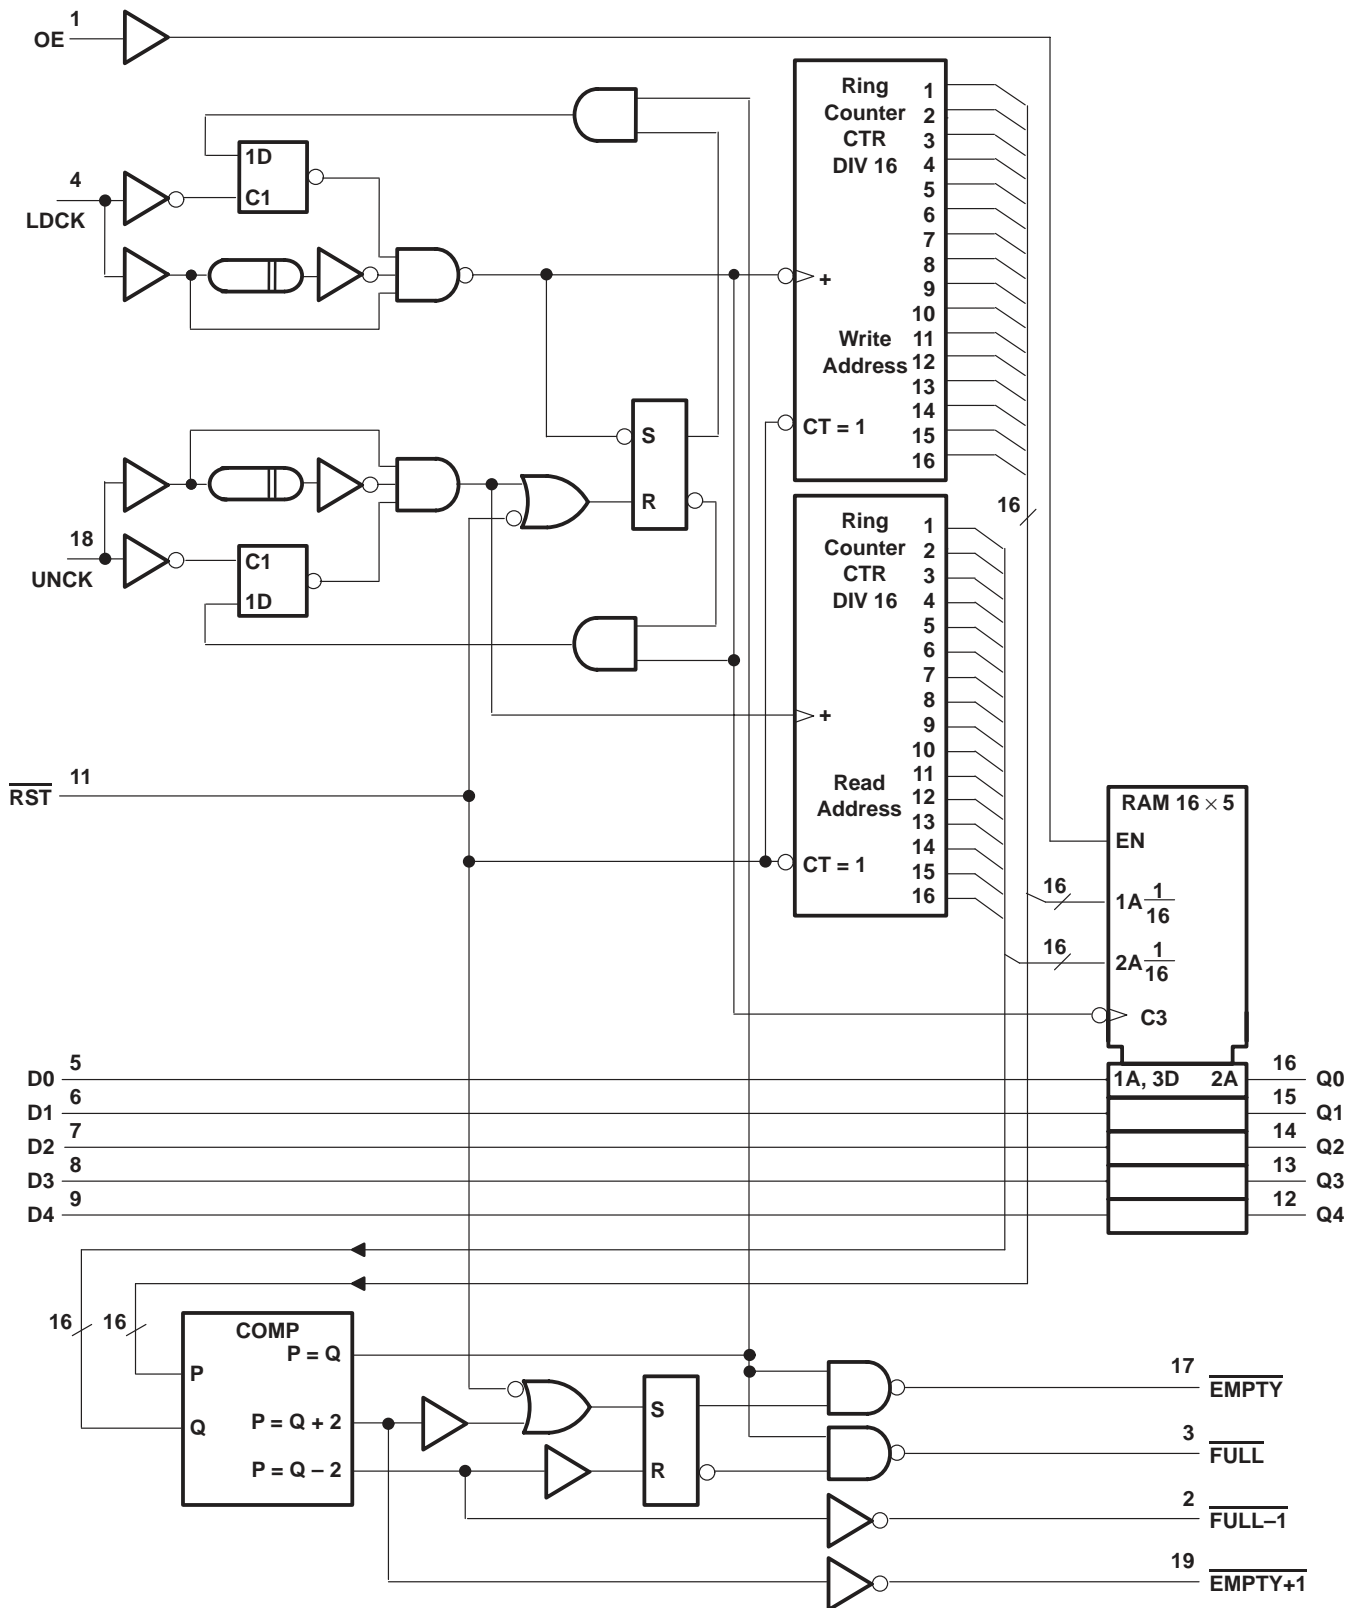 1
OE
Ring
Counter
CTR
DIV 16
1
2
3
4
5
6
7
8
9
10
11
12
13
14
15
16
+
Write
Address
CT = 1
1D
C1
4
LDCK
S
R
18
UNCK
C1
1D
16
Ring
Counter
CTR
DIV 16
1
2
3
4
5
6
7
8
9
10
11
12
13
14
15
16
+
Read
Address
CT = 1
11
RST
RAM 16 × 5
EN
16
1A 1/16
16
2A 1/16
C3
5
D0
1A, 3D 2A
16
Q0
6
D1
15
Q1
7
D2
14
Q2
8
D3
13
Q3
9
D4
12
Q4
16 16
COMP
P = Q
P
P = Q + 2
Q
P = Q – 2
S
R
17
EMPTY
3
FULL
2
FULL–1
19
EMPTY+1